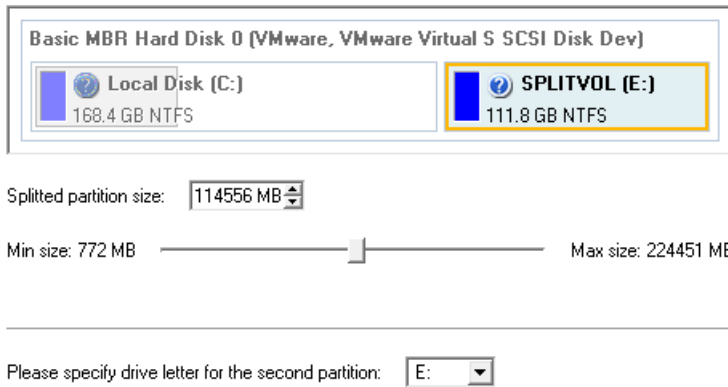 Basic MBR Hard Disk 0 (VMware, VMware Virtual S SCSI Disk Dev)
Local Disk (C:)
168.4 GB NTFS
SPLITVOL (E:)
111.8 GB NTFS
Splitted partition size: 114556 MB
Min size: 772 MB
Max size: 224451 MB
Please specify drive letter for the second partition: E: